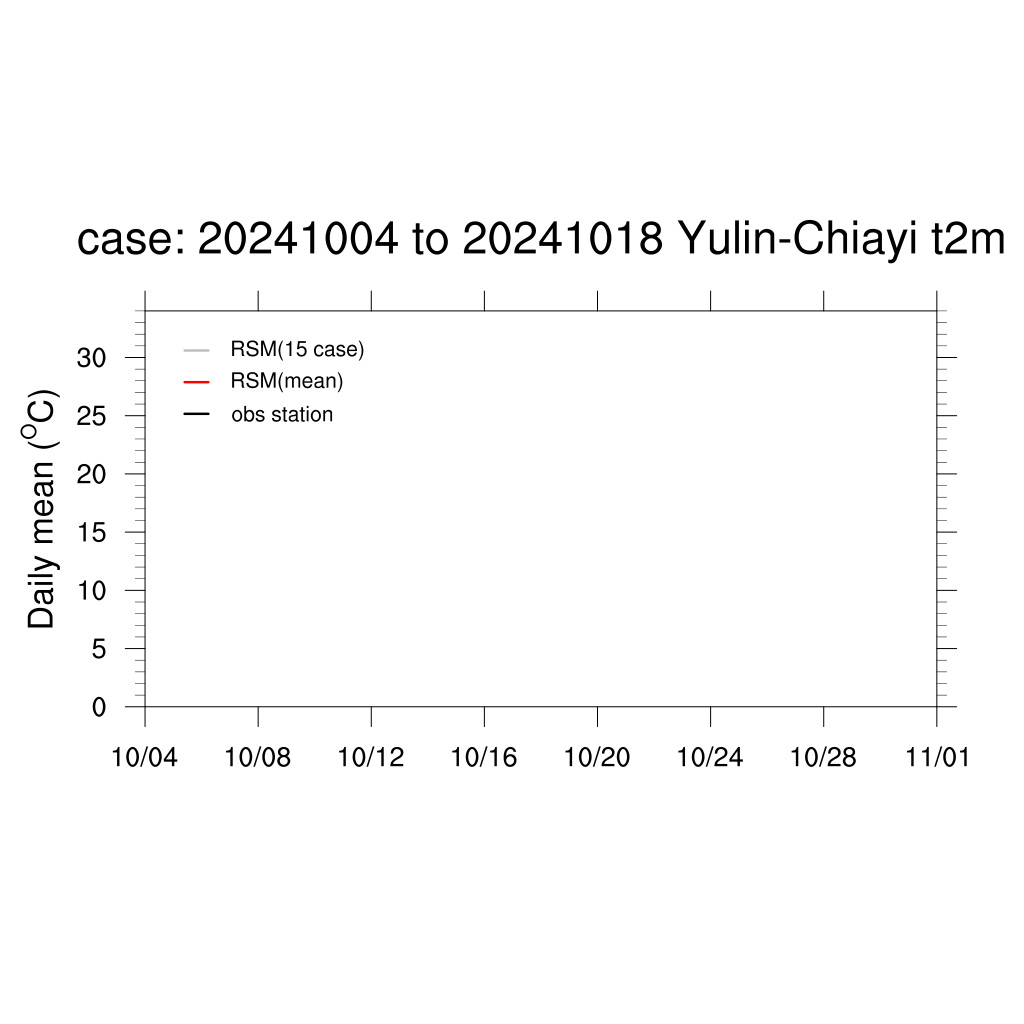 case: 20241004 to 20241018 Yulin-Chiayi t2m
RSM(15 case)
RSM(mean)
obs station
Daily mean (°C)
30
25
20
15
10
5
0
10/04 10/08 10/12 10/16 10/20 10/24 10/28 11/01